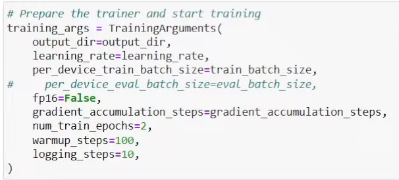 # Prepare the trainer and start training
training_args = TrainingArguments(
    output_dir=output_dir,
    learning_rate=learning_rate,
    per_device_train_batch_size=train_batch_size,
#     per_device_eval_batch_size=eval_batch_size,
    fp16=False,
    gradient_accumulation_steps=gradient_accumulation_steps,
    num_train_epochs=2,
    warmup_steps=100,
    logging_steps=10,
)